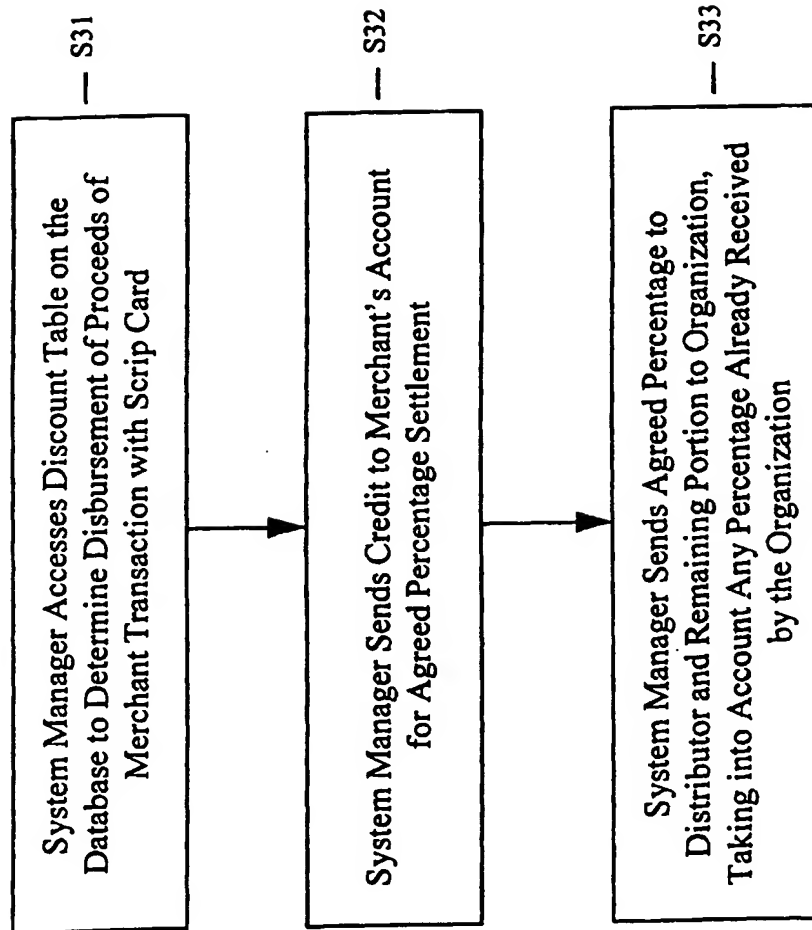 System Manager Accesses Discount Table on the
Database to Determine Disbursement of Proceeds of
Merchant Transaction with Scrip Card
— S31
System Manager Sends Credit to Merchant's Account
for Agreed Percentage Settlement
— S32
System Manager Sends Agreed Percentage to
Distributor and Remaining Portion to Organization,
Taking into Account Any Percentage Already Received
by the Organization
— S33